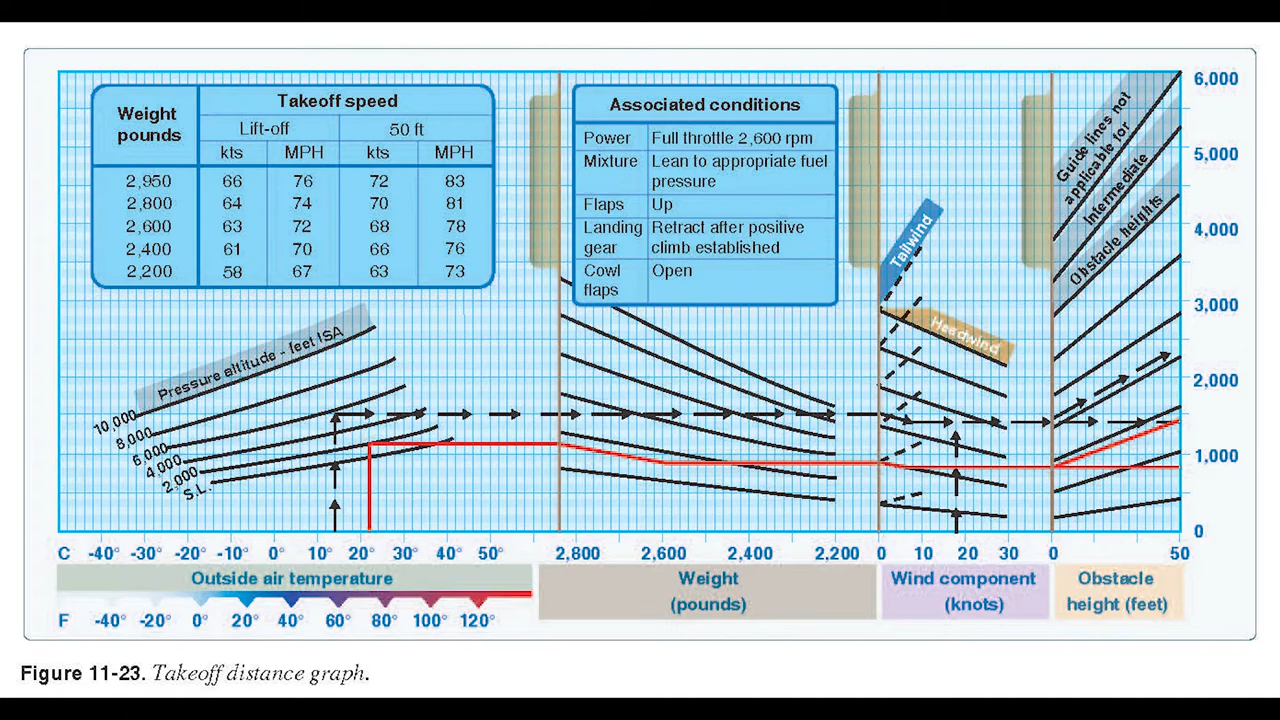 Weight
pounds
Takeoff speed
Lift-off
50 ft
kts MPH kts MPH
2,950 66 76 72 83
2,800 64 74 70 81
2,600 63 72 68 78
2,400 61 70 66 76
2,200 58 67 63 73
Associated conditions
Power Full throttle 2,600 rpm
Mixture Lean to appropriate fuel
pressure
Flaps Up
Landing Retract after positive
gear climb established
Cowl Open
flaps
Pressure altitude - feet ISA
10,000
8,000
6,000
4,000
2,000
S.L.
Tailwind
Headwind
Guide lines not
applicable for
Intermediate
Obstacle heights
6,000
5,000
4,000
3,000
2,000
1,000
0
C -40° -30° -20° -10° 0° 10° 20° 30° 40° 50° 2,800 2,600 2,400 2,200 0 10 20 30 0 50
Outside air temperature
F -40° -20° 0° 20° 40° 60° 80° 100° 120°
Weight
(pounds)
Wind component
(knots)
Obstacle
height (feet)
Figure 11-23. Takeoff distance graph.